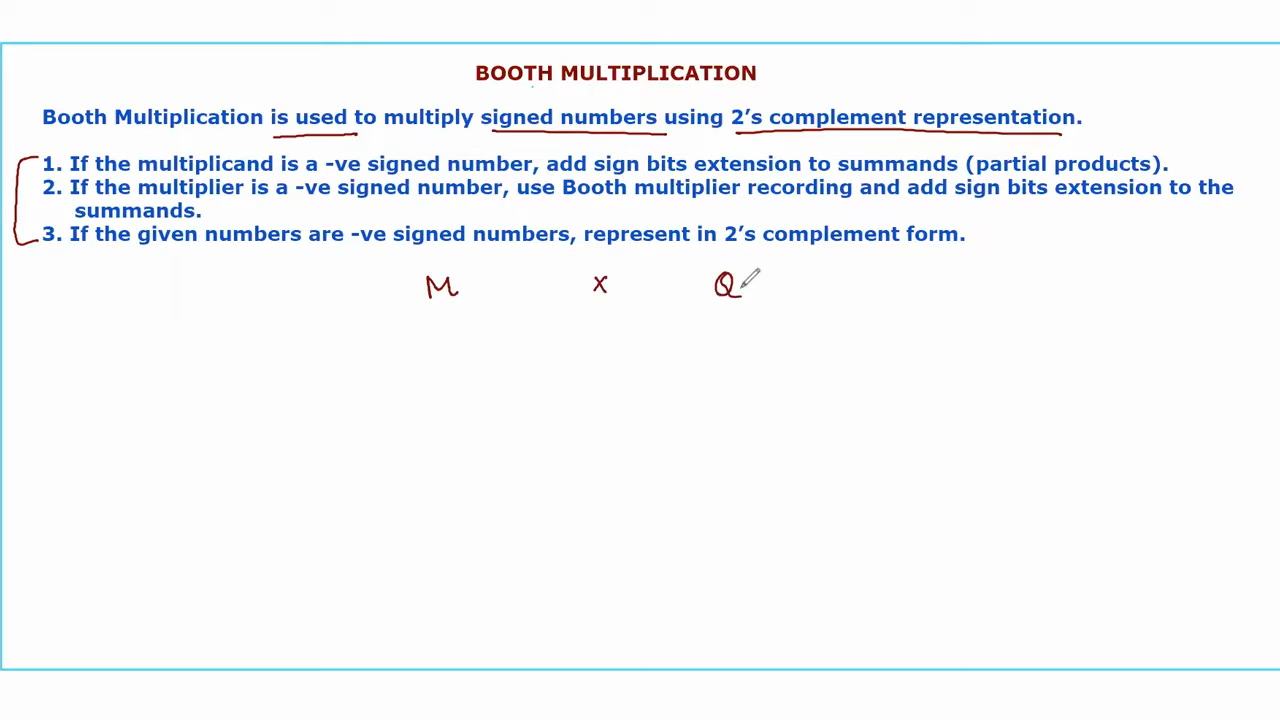 BOOTH MULTIPLICATION
Booth Multiplication is used to multiply signed numbers using 2’s complement representation.
1. If the multiplicand is a -ve signed number, add sign bits extension to summands (partial products).
2. If the multiplier is a -ve signed number, use Booth multiplier recording and add sign bits extension to the
summands.
3. If the given numbers are -ve signed numbers, represent in 2’s complement form.
M x Q